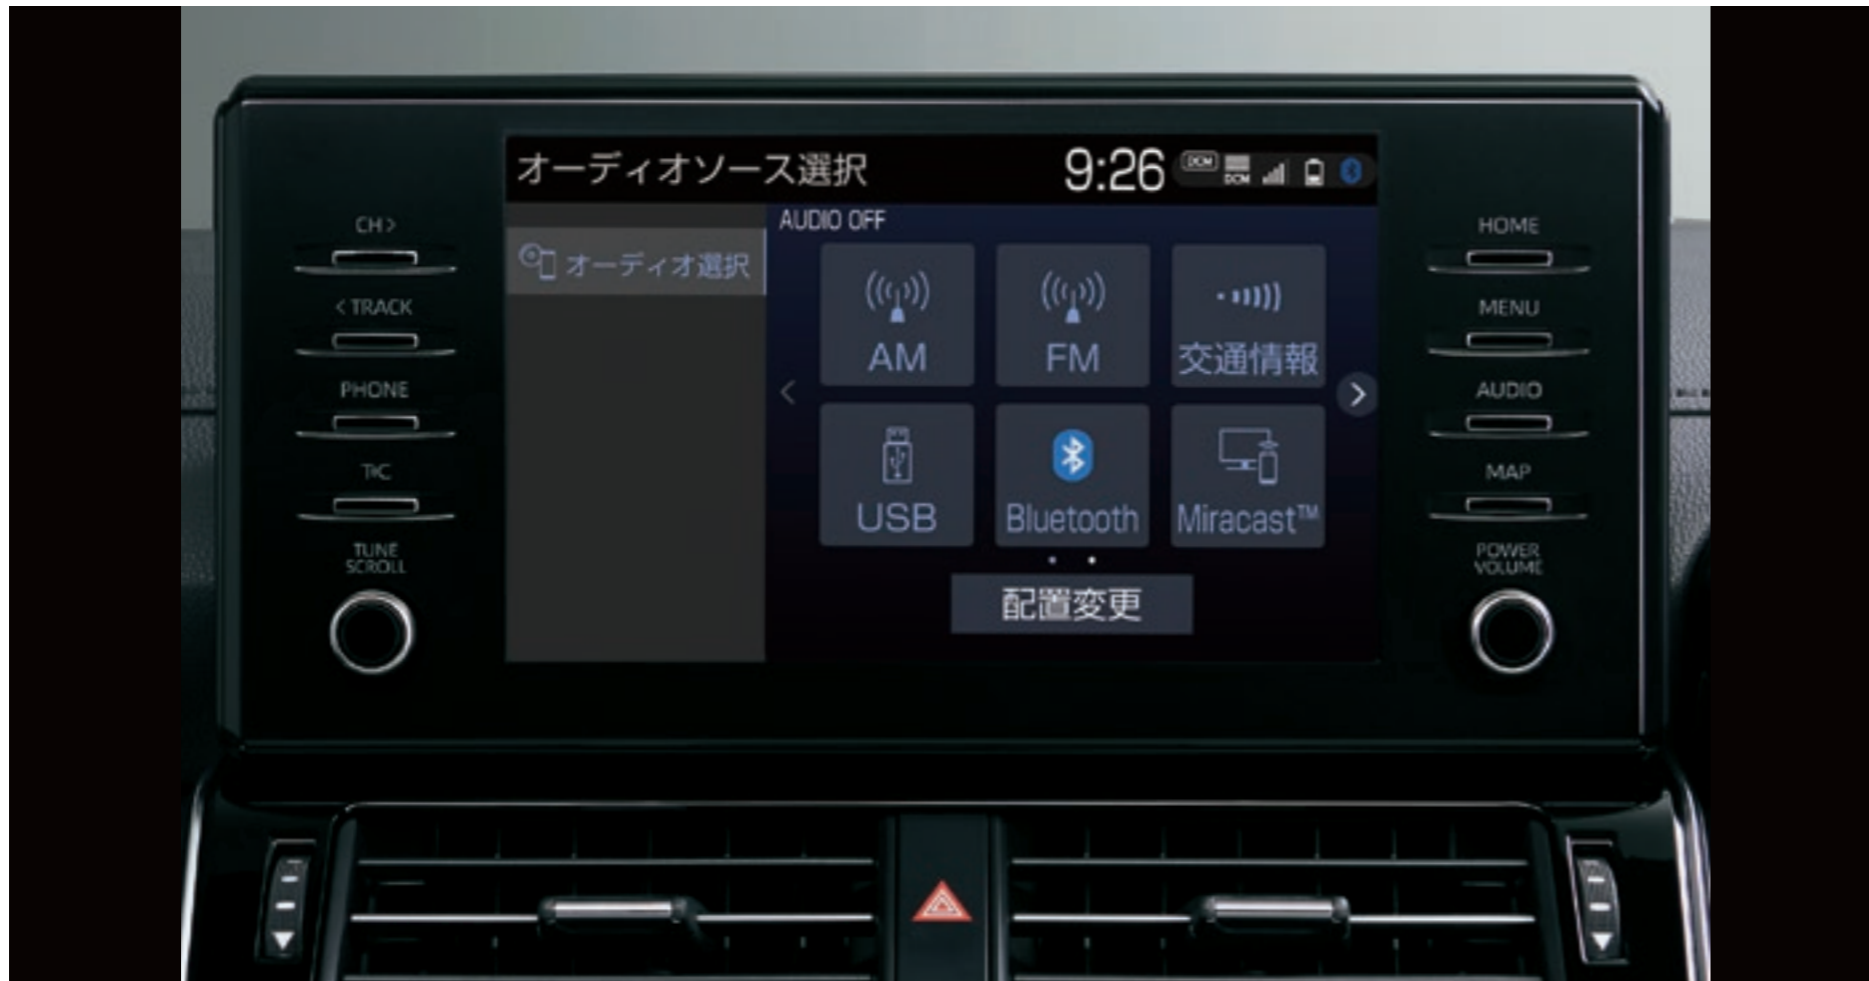 オーディオソース選択 9:26 DCM
DCM
AUDIO OFF
オーディオ選択
AM
FM
交通情報
USB
Bluetooth
Miracast™
配置変更
CH >
< TRACK
PHONE
T*C
TUNE
SCROLL
HOME
MENU
AUDIO
MAP
POWER
VOLUME